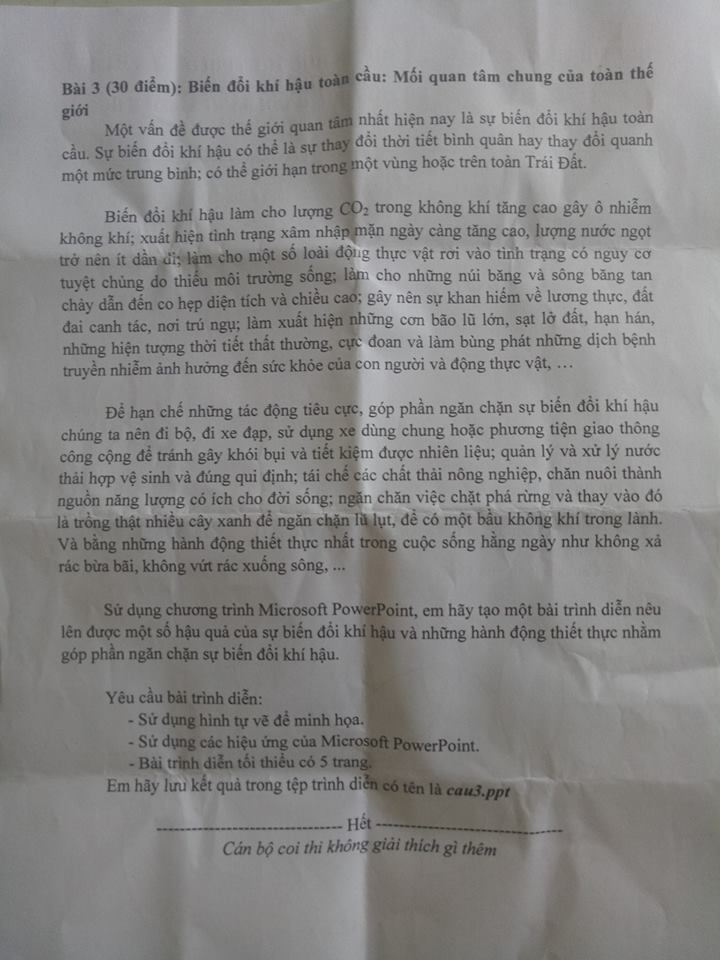 Bài 3 (30 điểm): Biến đổi khí hậu toàn cầu: Mối quan tâm chung của toàn thế
giới
Một vấn đề được thế giới quan tâm nhất hiện nay là sự biến đổi khí hậu toàn
cầu. Sự biến đổi khí hậu có thể là sự thay đổi thời tiết bình quân hay thay đổi quanh
một mức trung bình; có thể giới hạn trong một vùng hoặc trên toàn Trái Đất.
Biến đổi khí hậu làm cho lượng CO₂ trong không khí tăng cao gây ô nhiễm
không khí; xuất hiện tình trạng xâm nhập mặn ngày càng tăng cao, lượng nước ngọt
trở nên ít dần đi; làm cho một số loài động thực vật rơi vào tình trạng có nguy cơ
tuyệt chủng do thiếu môi trường sống; làm cho những núi băng và sông băng tan
chảy dẫn đến co hẹp diện tích và chiều cao; gây nên sự khan hiếm về lương thực, đất
đai canh tác, nơi trú ngụ; làm xuất hiện những cơn bão lũ lớn, sạt lở đất, hạn hán,
những hiện tượng thời tiết thất thường, cực đoan và làm bùng phát những dịch bệnh
truyền nhiễm ảnh hưởng đến sức khỏe của con người và động thực vật, …
Để hạn chế những tác động tiêu cực, góp phần ngăn chặn sự biến đổi khí hậu
chúng ta nên đi bộ, đi xe đạp, sử dụng xe dùng chung hoặc phương tiện giao thông
công cộng để tránh gây khói bụi và tiết kiệm được nhiên liệu; quản lý và xử lý nước
thải hợp vệ sinh và đúng qui định; tái chế các chất thải nông nghiệp, chăn nuôi thành
nguồn năng lượng có ích cho đời sống; ngăn chăn việc chặt phá rừng và thay vào đó
là trồng thật nhiều cây xanh để ngăn chặn lũ lụt, để có một bầu không khí trong lành.
Và bằng những hành động thiết thực nhất trong cuộc sống hằng ngày như không xả
rác bừa bãi, không vứt rác xuống sông, ...
Sử dụng chương trình Microsoft PowerPoint, em hãy tạo một bài trình diễn nêu
lên được một số hậu quả của sự biến đổi khí hậu và những hành động thiết thực nhằm
góp phần ngăn chặn sự biến đổi khí hậu.
Yêu cầu bài trình diễn:
- Sử dụng hình tự vẽ để minh họa.
- Sử dụng các hiệu ứng của Microsoft PowerPoint.
- Bài trình diễn tối thiểu có 5 trang.
Em hãy lưu kết quả trong tệp trình diễn có tên là cau3.ppt
------------------------------ Hết ------------------------------
Cán bộ coi thi không giải thích gì thêm